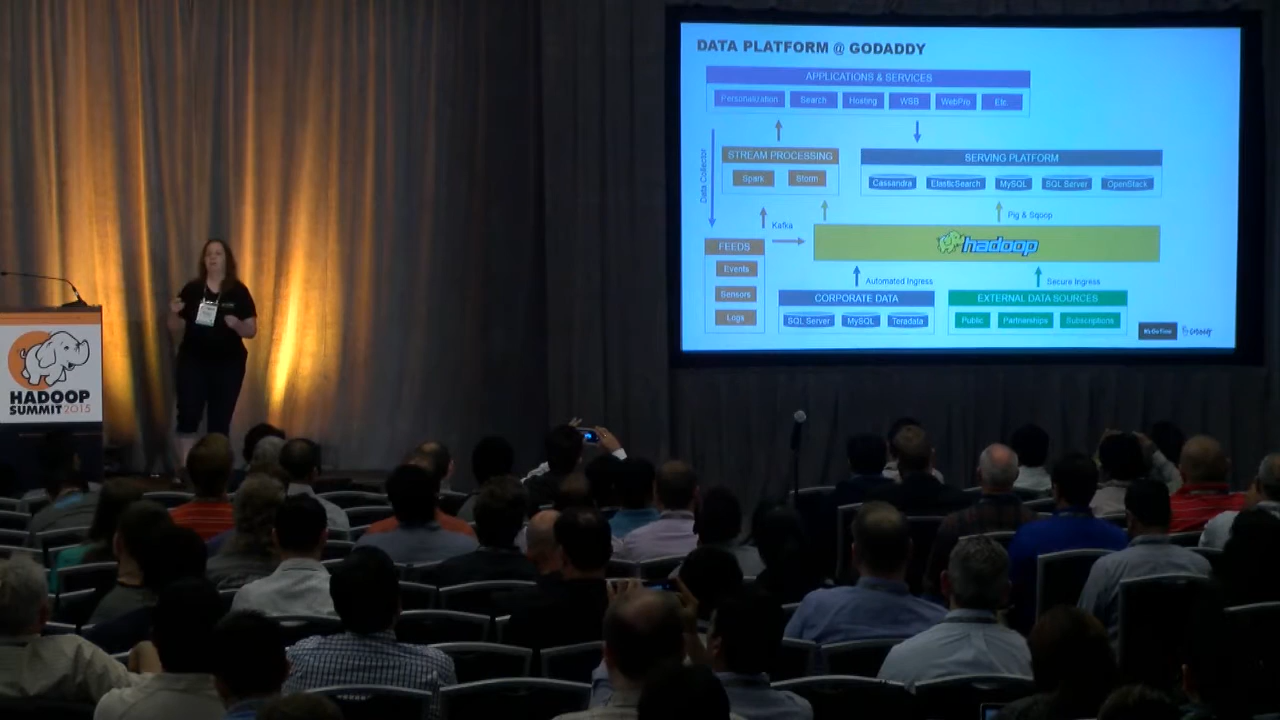 DATA PLATFORM @ GODADDY
APPLICATIONS & SERVICES
Personalization Search Hosting WSB WebPro Etc.
Data Collector
STREAM PROCESSING
Spark Storm
SERVING PLATFORM
Cassandra ElasticSearch MySQL SQL Server OpenStack
Kafka
Pig & Sqoop
FEEDS
Events
Sensors
Logs
hadoop
Automated Ingress
Secure Ingress
CORPORATE DATA
SQL Server MySQL Teradata
EXTERNAL DATA SOURCES
Public Partnerships Subscriptions
HADOOP
SUMMIT 2015